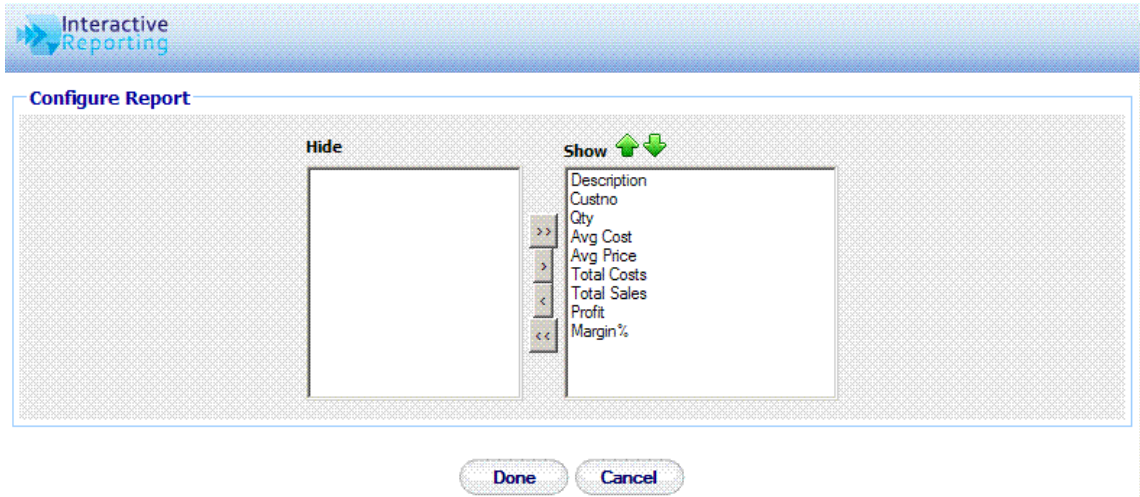 Interactive
Reporting
Configure Report
Hide
Show
Description
Custno
Qty
Avg Cost
Avg Price
Total Costs
Total Sales
Profit
Margin%
>>
>
<
<<
Done
Cancel